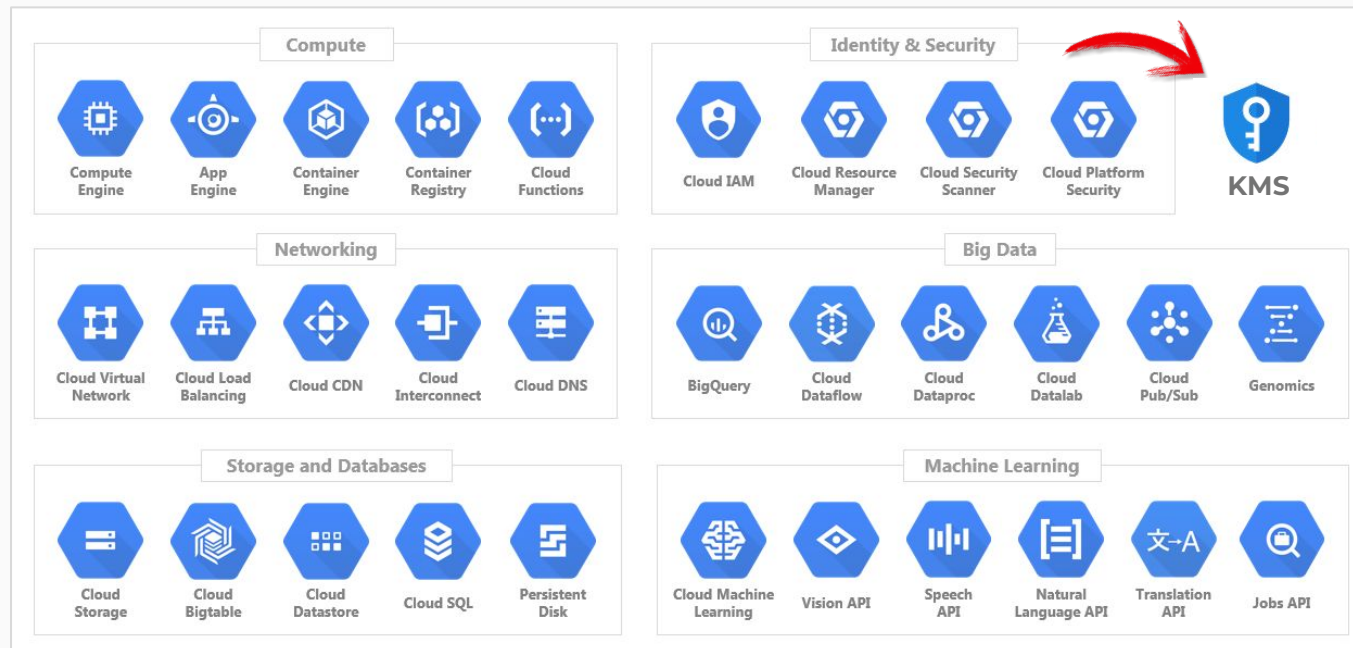 Compute
Compute
Engine
App
Engine
Container
Engine
Container
Registry
Cloud
Functions
Identity & Security
Cloud IAM
Cloud Resource
Manager
Cloud Security
Scanner
Cloud Platform
Security
KMS
Networking
Cloud Virtual
Network
Cloud Load
Balancing
Cloud CDN
Cloud
Interconnect
Cloud DNS
Big Data
BigQuery
Cloud
Dataflow
Cloud
Dataproc
Cloud
Datalab
Cloud
Pub/Sub
Genomics
Storage and Databases
Cloud
Storage
Cloud
Bigtable
Cloud
Datastore
Cloud SQL
Persistent
Disk
Machine Learning
Cloud Machine
Learning
Vision API
Speech
API
Natural
Language API
文→A
Translation
API
Jobs API